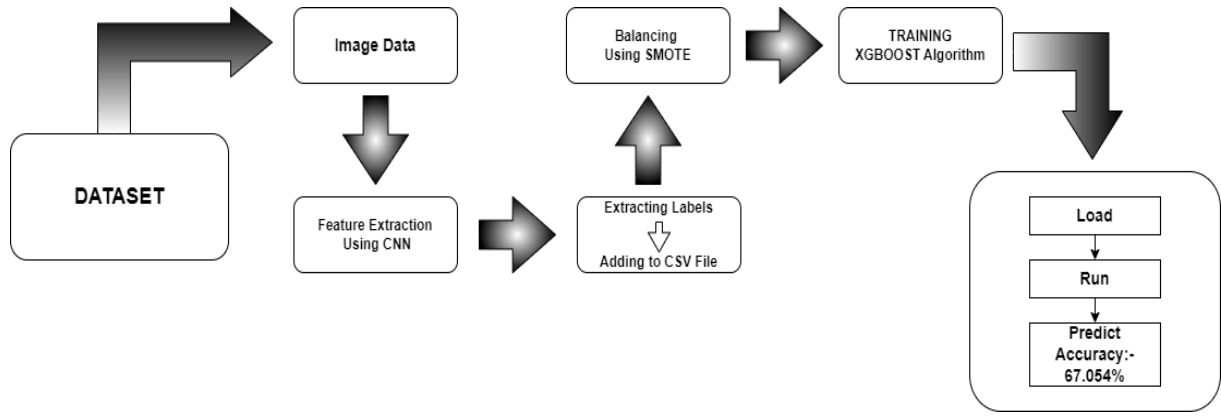 DATASET
Image Data
Feature Extraction
Using CNN
Extracting Labels
Adding to CSV File
Balancing
Using SMOTE
TRAINING
XGBOOST Algorithm
Load
Run
Predict
Accuracy:-
67.054%